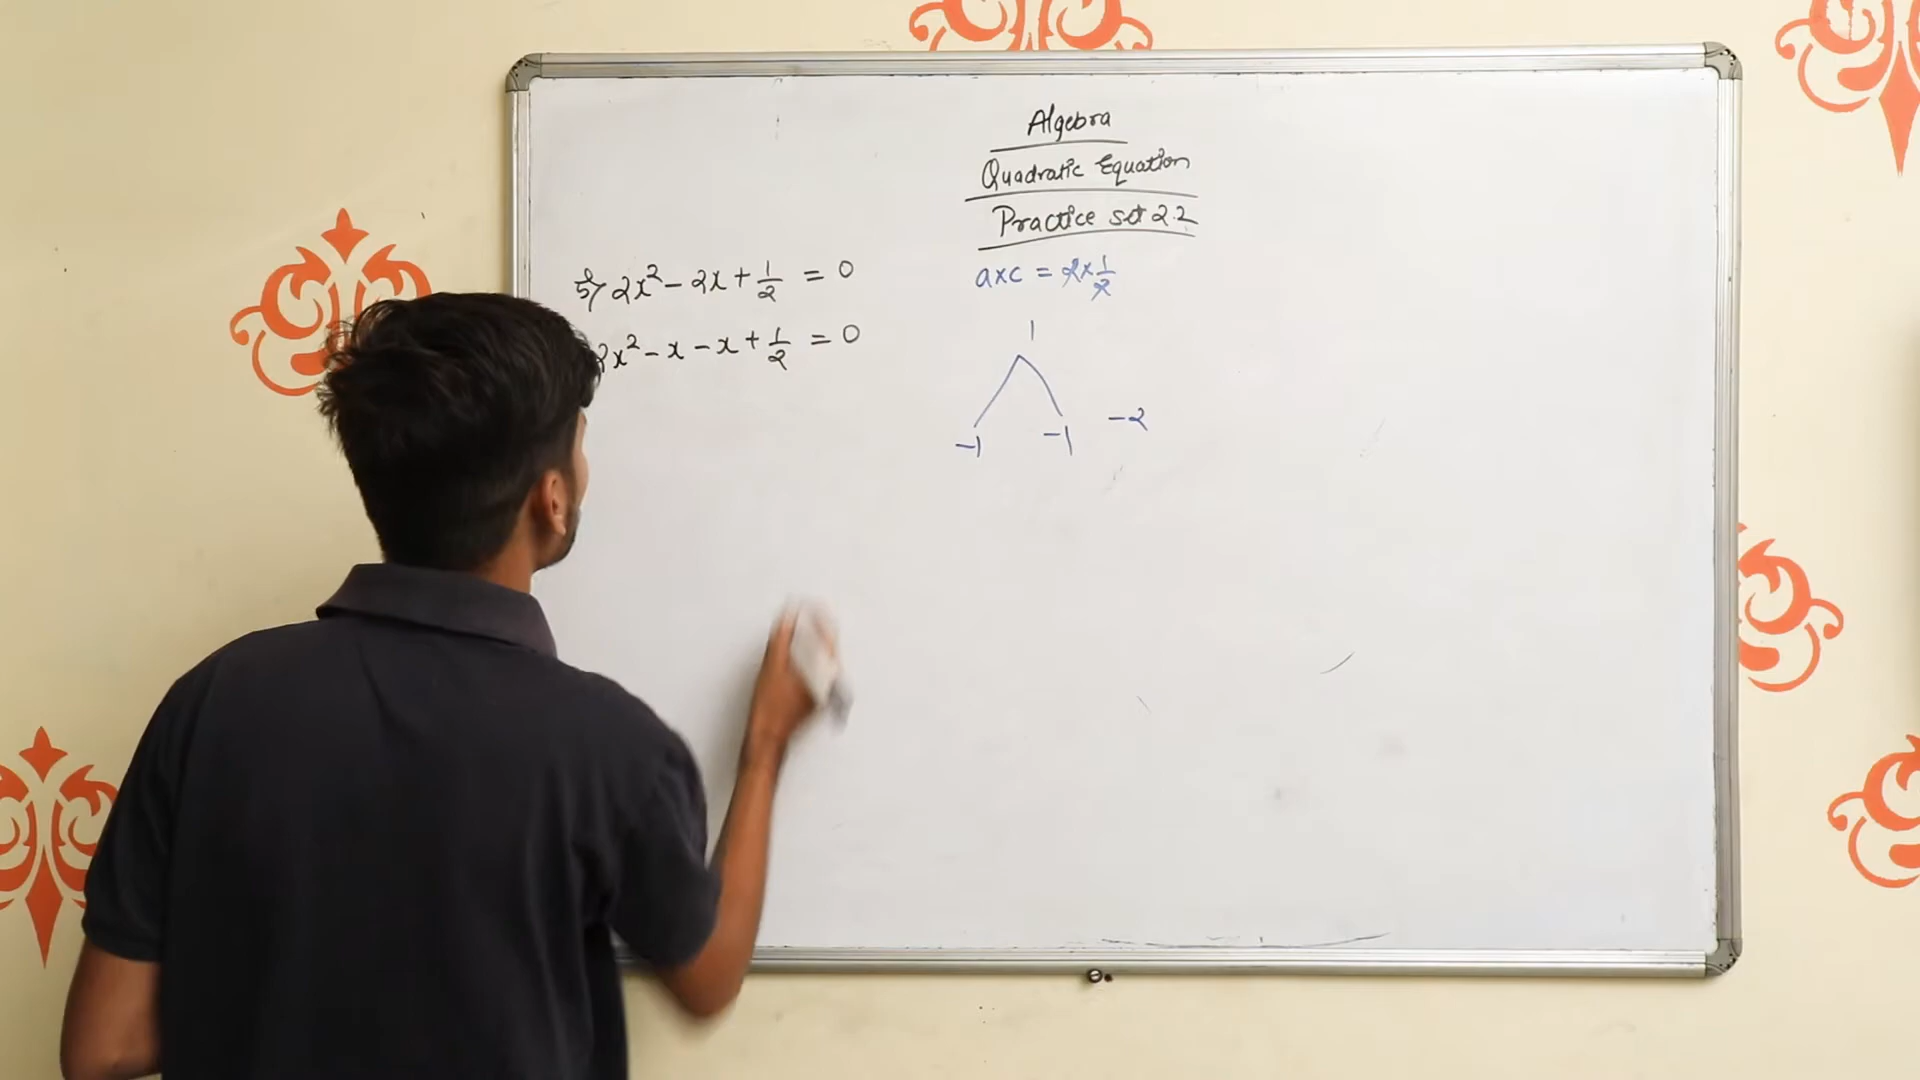 Algebra
Quadratic Equation
Practice set 2.2
5) 2x² - 2x + 1/2 = 0
2x² - x - x + 1/2 = 0
a×c = 2×1/2
1
-1 -1 -2